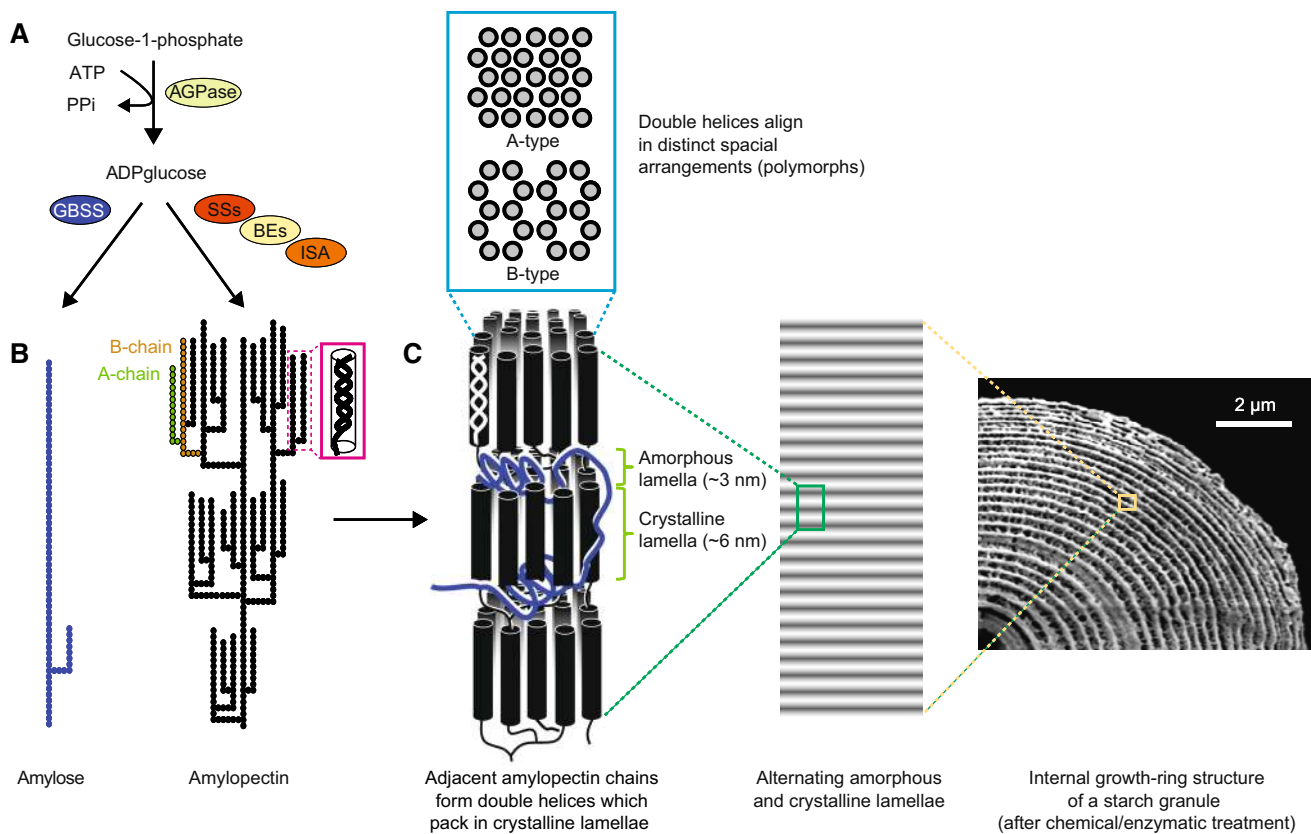 A
Glucose-1-phosphate
ATP
PPi
AGPase
ADPglucose
GBSS
SSs
BEs
ISA
A-type
B-type
Double helices align
in distinct spacial
arrangements (polymorphs)
B
B-chain
A-chain
C
Amorphous
lamella (~3 nm)
Crystalline
lamella (~6 nm)
2 µm
Amylose
Amylopectin
Adjacent amylopectin chains
form double helices which
pack in crystalline lamellae
Alternating amorphous
and crystalline lamellae
Internal growth-ring structure
of a starch granule
(after chemical/enzymatic treatment)